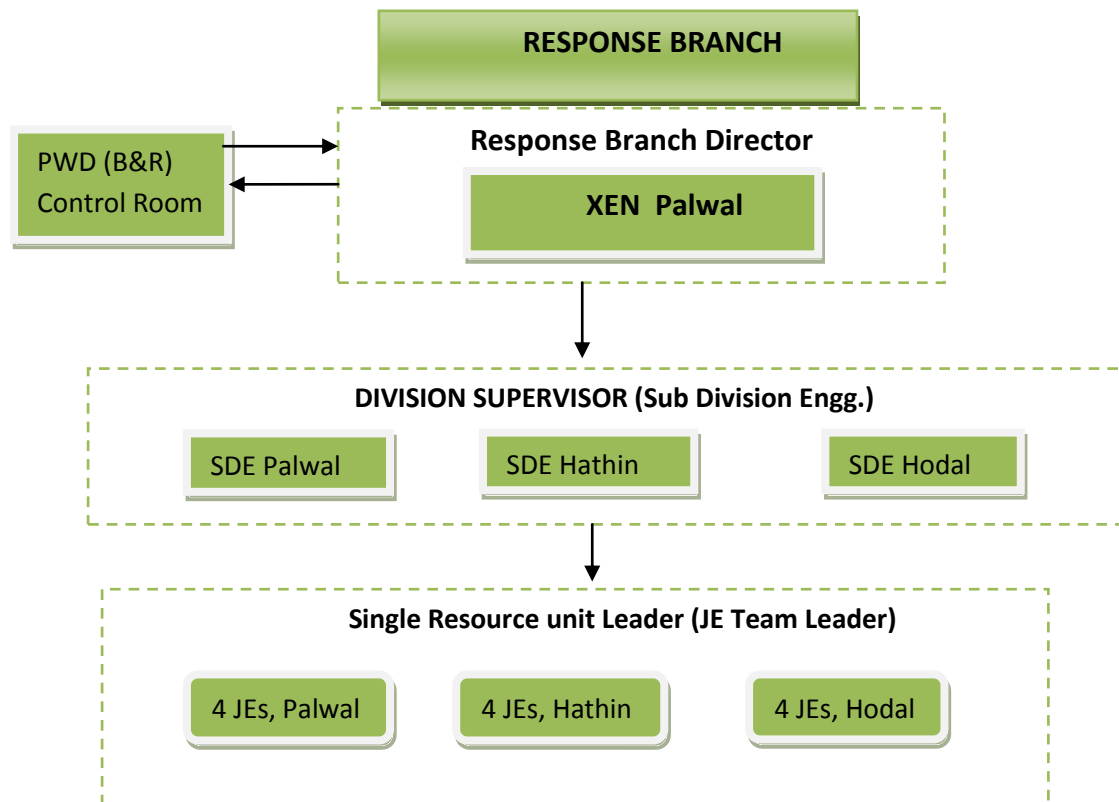 RESPONSE BRANCH
Response Branch Director
XEN Palwal
PWD (B&R)
Control Room
DIVISION SUPERVISOR (Sub Division Engg.)
SDE Palwal
SDE Hathin
SDE Hodal
Single Resource unit Leader (JE Team Leader)
4 JEs, Palwal
4 JEs, Hathin
4 JEs, Hodal